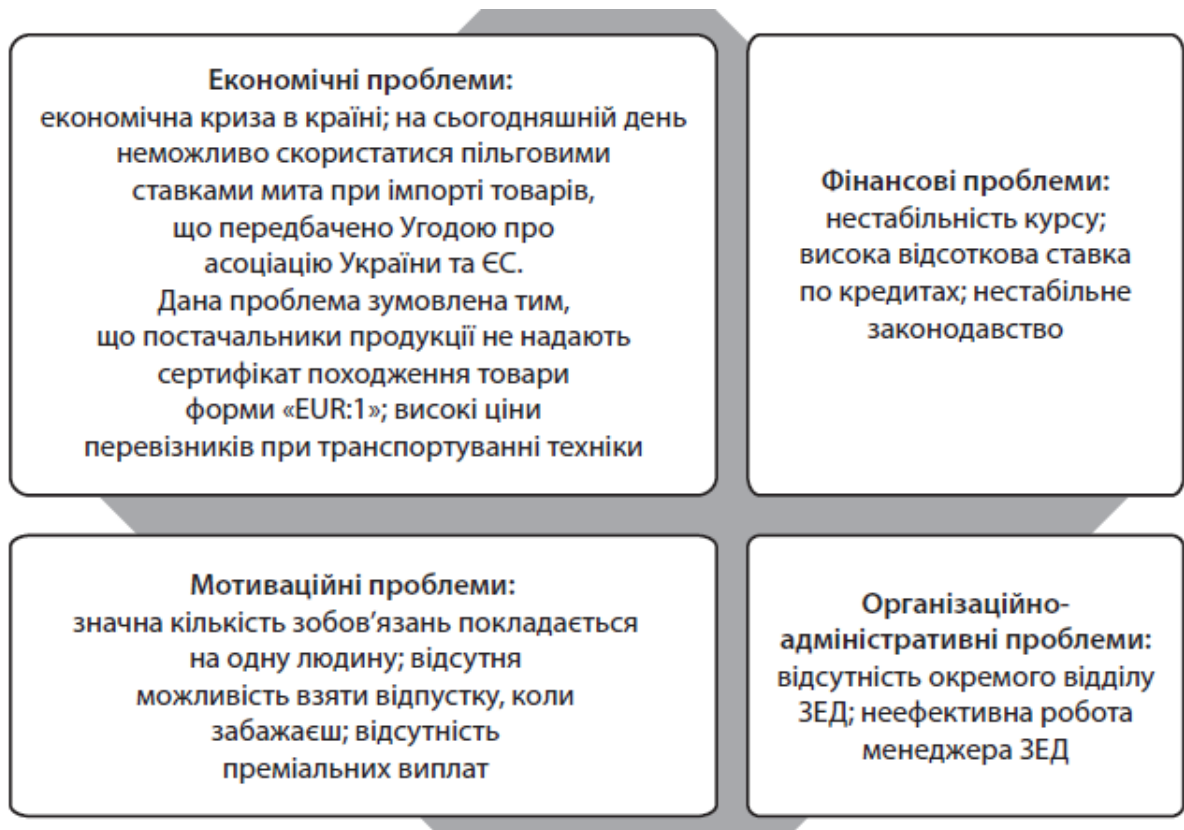 Економічні проблеми:
економічна криза в країні; на сьогодняшній день
неможливо скористатися пільговими
ставками мита при імпорті товарів,
що передбачено Угодою про
асоціацію України та ЄС.
Дана проблема зумовлена тим,
що постачальники продукції не надають
сертифікат походження товари
форми «EUR:1»; високі ціни
перевізників при транспортуванні техніки
Фінансові проблеми:
нестабільність курсу;
висока відсоткова ставка
по кредитах; нестабільне
законодавство
Мотиваційні проблеми:
значна кількість зобов’язань покладається
на одну людину; відсутня
можливість взяти відпустку, коли
забажаєш; відсутність
преміальних виплат
Організаційно-
адміністративні проблеми:
відсутність окремого відділу
ЗЕД; неефективна робота
менеджера ЗЕД